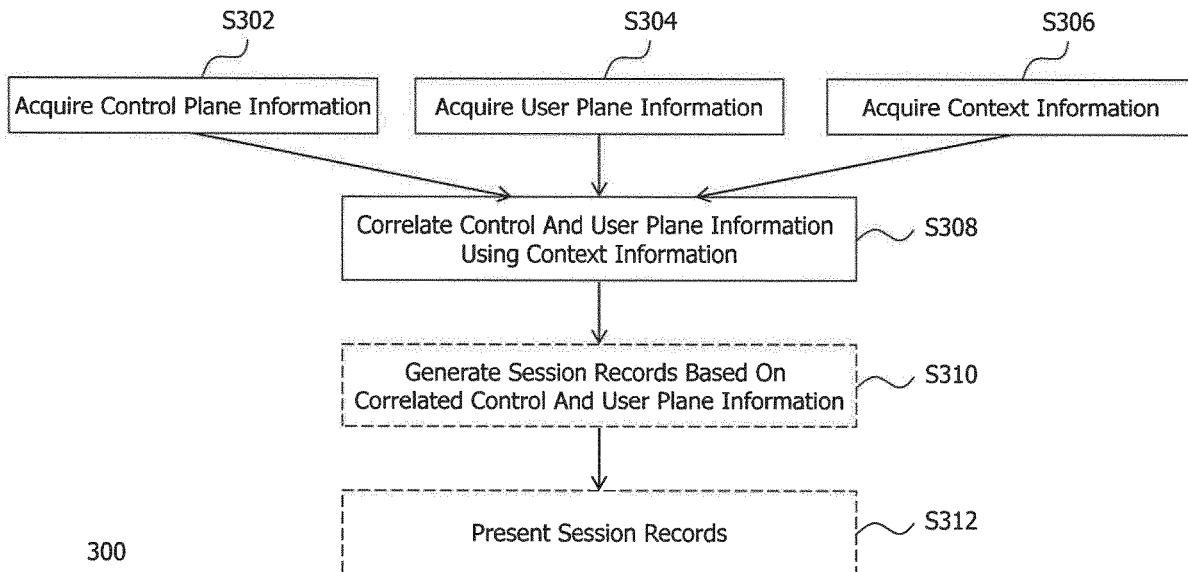 S302
S304
S306
Acquire Control Plane Information
Acquire User Plane Information
Acquire Context Information
Correlate Control And User Plane Information
Using Context Information
S308
Generate Session Records Based On
Correlated Control And User Plane Information
S310
Present Session Records
S312
300